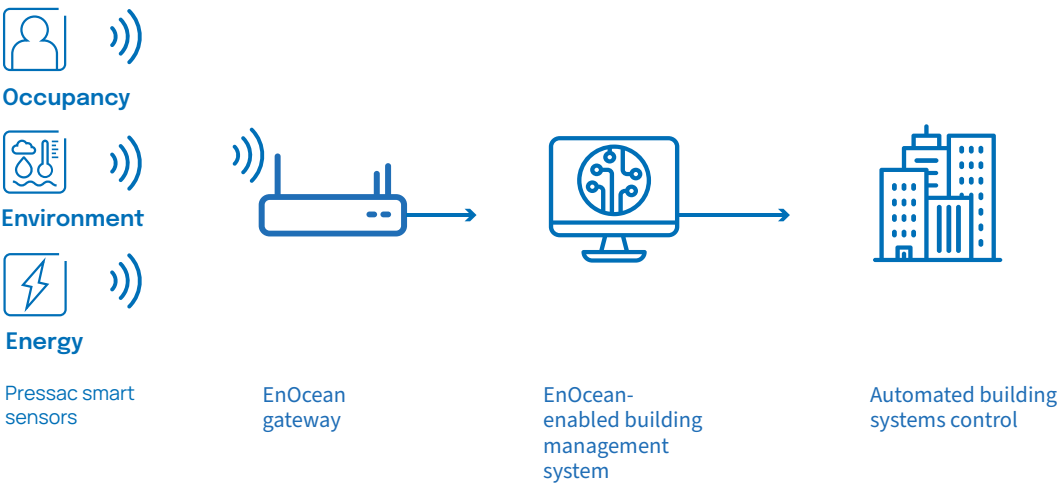 Occupancy
Environment
Energy
Pressac smart
sensors
EnOcean
gateway
EnOcean-
enabled building
management
system
Automated building
systems control